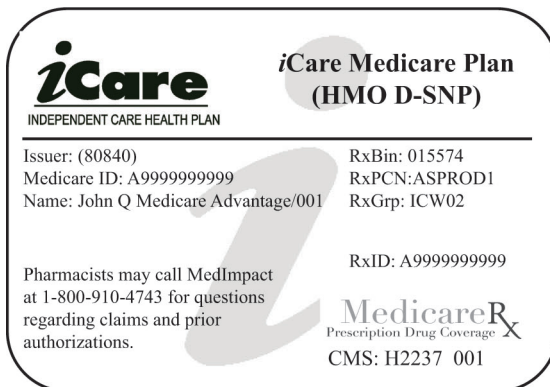 iCare
INDEPENDENT CARE HEALTH PLAN
iCare Medicare Plan
(HMO D-SNP)
Issuer: (80840)
Medicare ID: A9999999999
Name: John Q Medicare Advantage/001
RxBin: 015574
RxPCN:ASPROD1
RxGrp: ICW02
RxID: A9999999999
Pharmacists may call MedImpact
at 1-800-910-4743 for questions
regarding claims and prior
authorizations.
MedicareRx
Prescription Drug Coverage
CMS: H2237 001